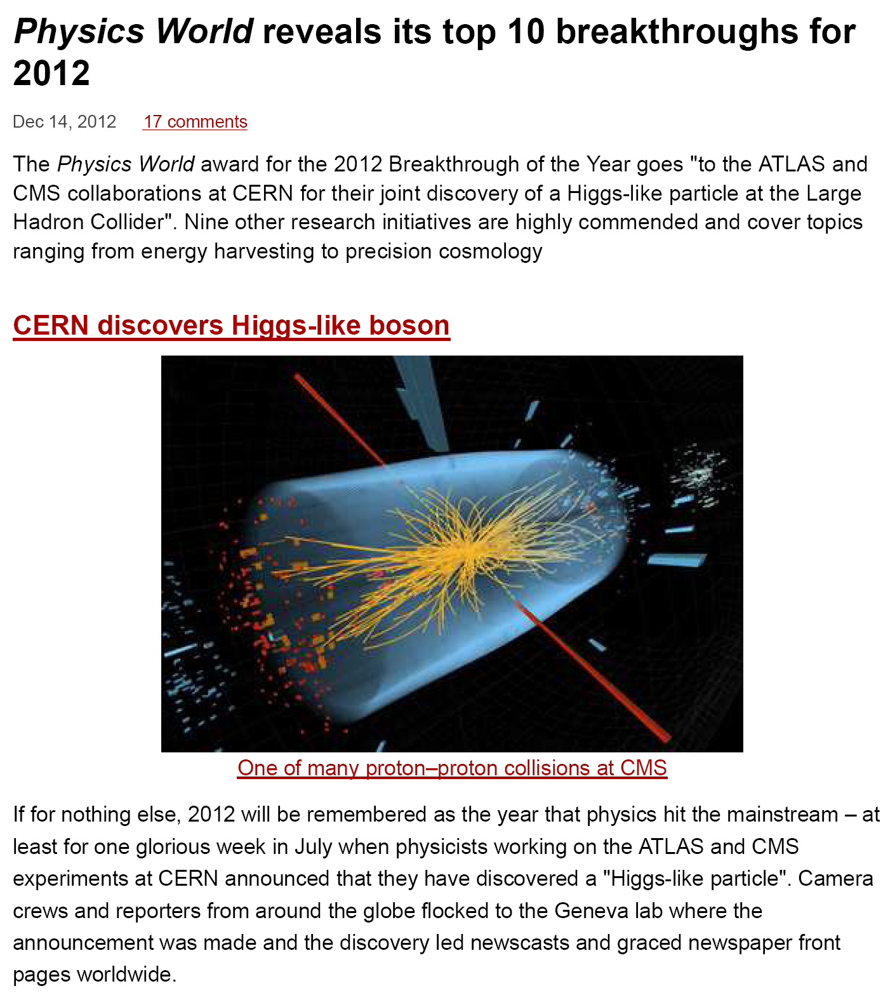 Physics World reveals its top 10 breakthroughs for
2012
Dec 14, 2012 17 comments
The Physics World award for the 2012 Breakthrough of the Year goes "to the ATLAS and
CMS collaborations at CERN for their joint discovery of a Higgs-like particle at the Large
Hadron Collider". Nine other research initiatives are highly commended and cover topics
ranging from energy harvesting to precision cosmology
CERN discovers Higgs-like boson
One of many proton–proton collisions at CMS
If for nothing else, 2012 will be remembered as the year that physics hit the mainstream – at
least for one glorious week in July when physicists working on the ATLAS and CMS
experiments at CERN announced that they have discovered a "Higgs-like particle". Camera
crews and reporters from around the globe flocked to the Geneva lab where the
announcement was made and the discovery led newscasts and graced newspaper front
pages worldwide.